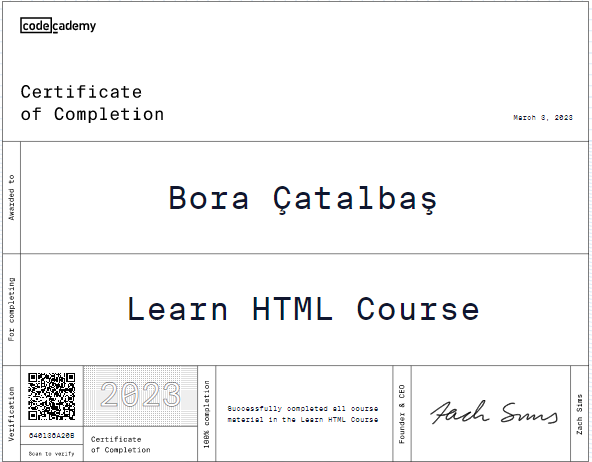 codecademy
Certificate
of Completion
March 3, 2023
Awarded to
Bora Çatalbaş
For completing
Learn HTML Course
Verification
Scan to verify
2023
Certificate
of Completion
100% completion
Successfully completed all course
material in the Learn HTML Course
Founder & CEO
Zach Sims
Zach Sims